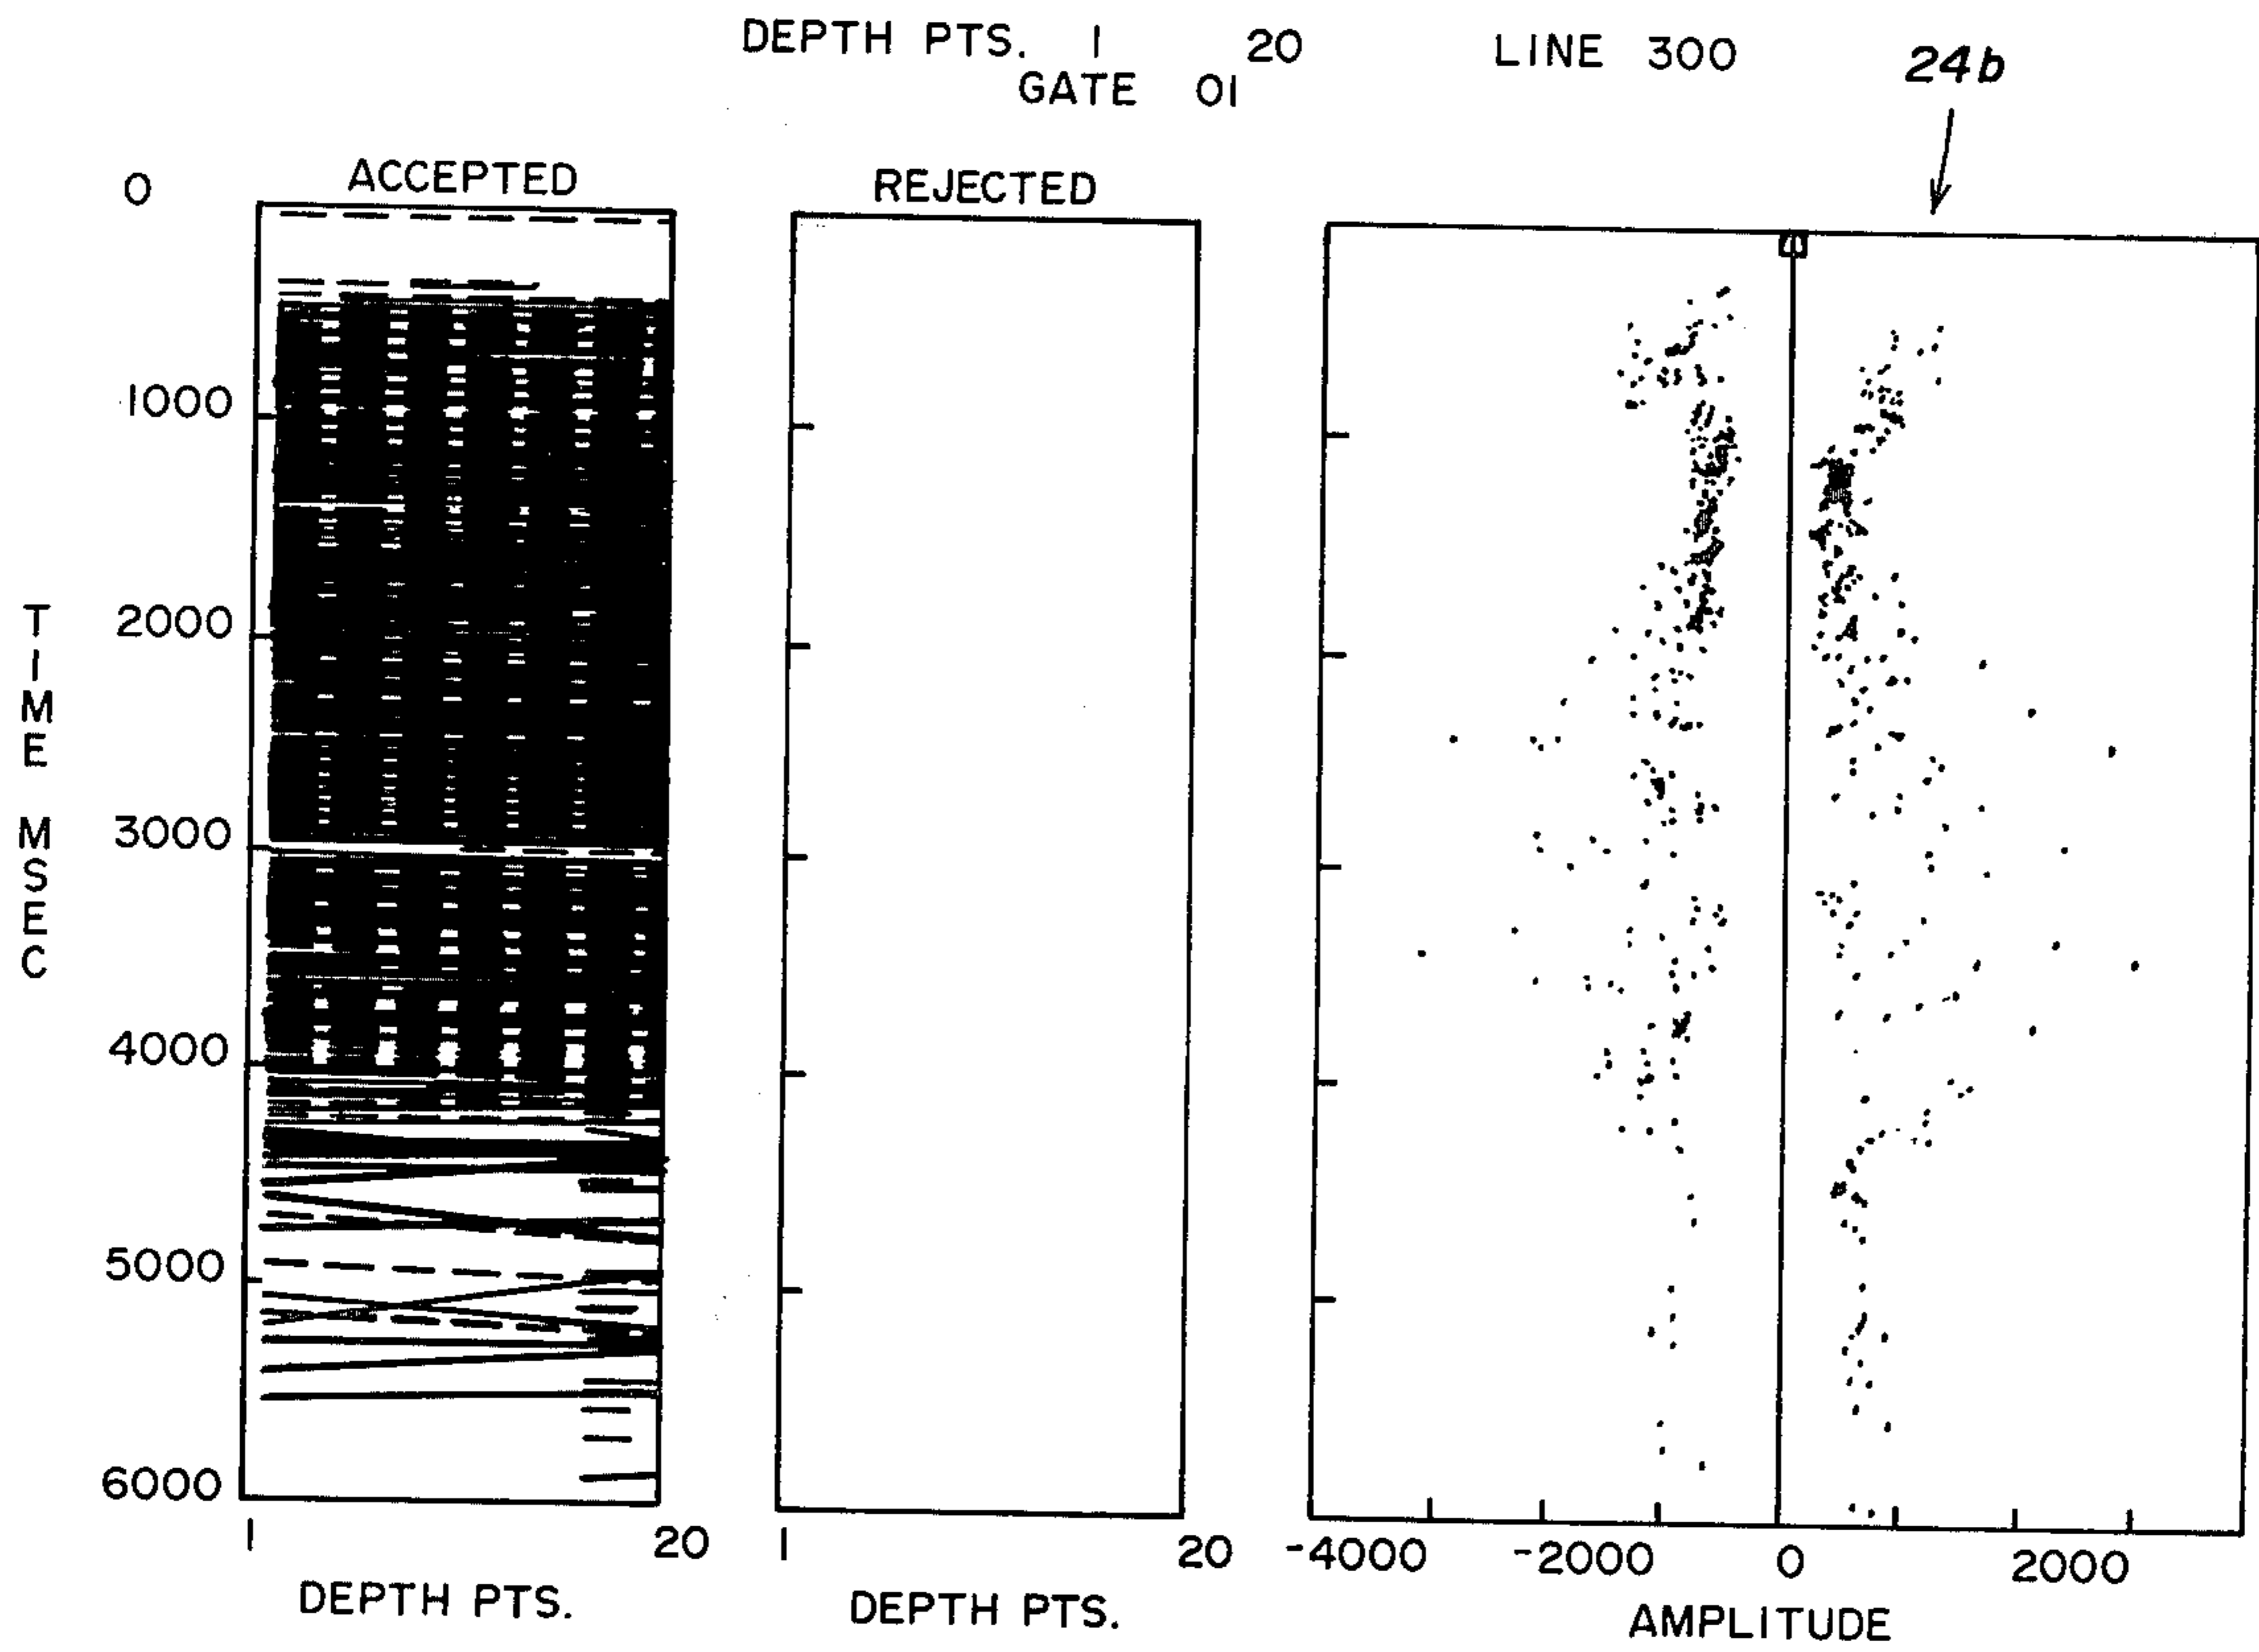 DEPTH PTS. 1 20 LINE 300
GATE 01
24b
ACCEPTED
REJECTED
0
1000
2000
3000
4000
5000
6000
TIME MSEC
1 20
DEPTH PTS.
1 20
DEPTH PTS.
-4000 -2000 0 2000
AMPLITUDE